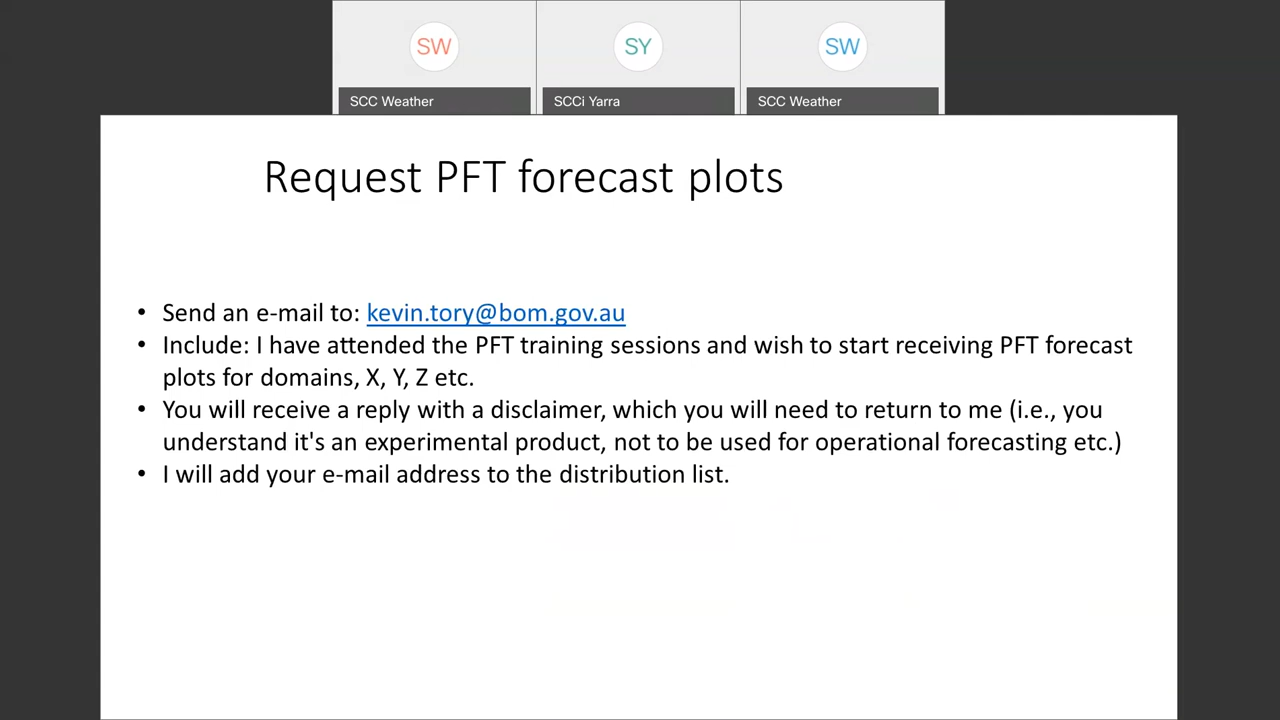 SW SY SW
SCC Weather SCCi Yarra SCC Weather
Request PFT forecast plots
• Send an e-mail to: kevin.tory@bom.gov.au
• Include: I have attended the PFT training sessions and wish to start receiving PFT forecast
plots for domains, X, Y, Z etc.
• You will receive a reply with a disclaimer, which you will need to return to me (i.e., you
understand it's an experimental product, not to be used for operational forecasting etc.)
• I will add your e-mail address to the distribution list.